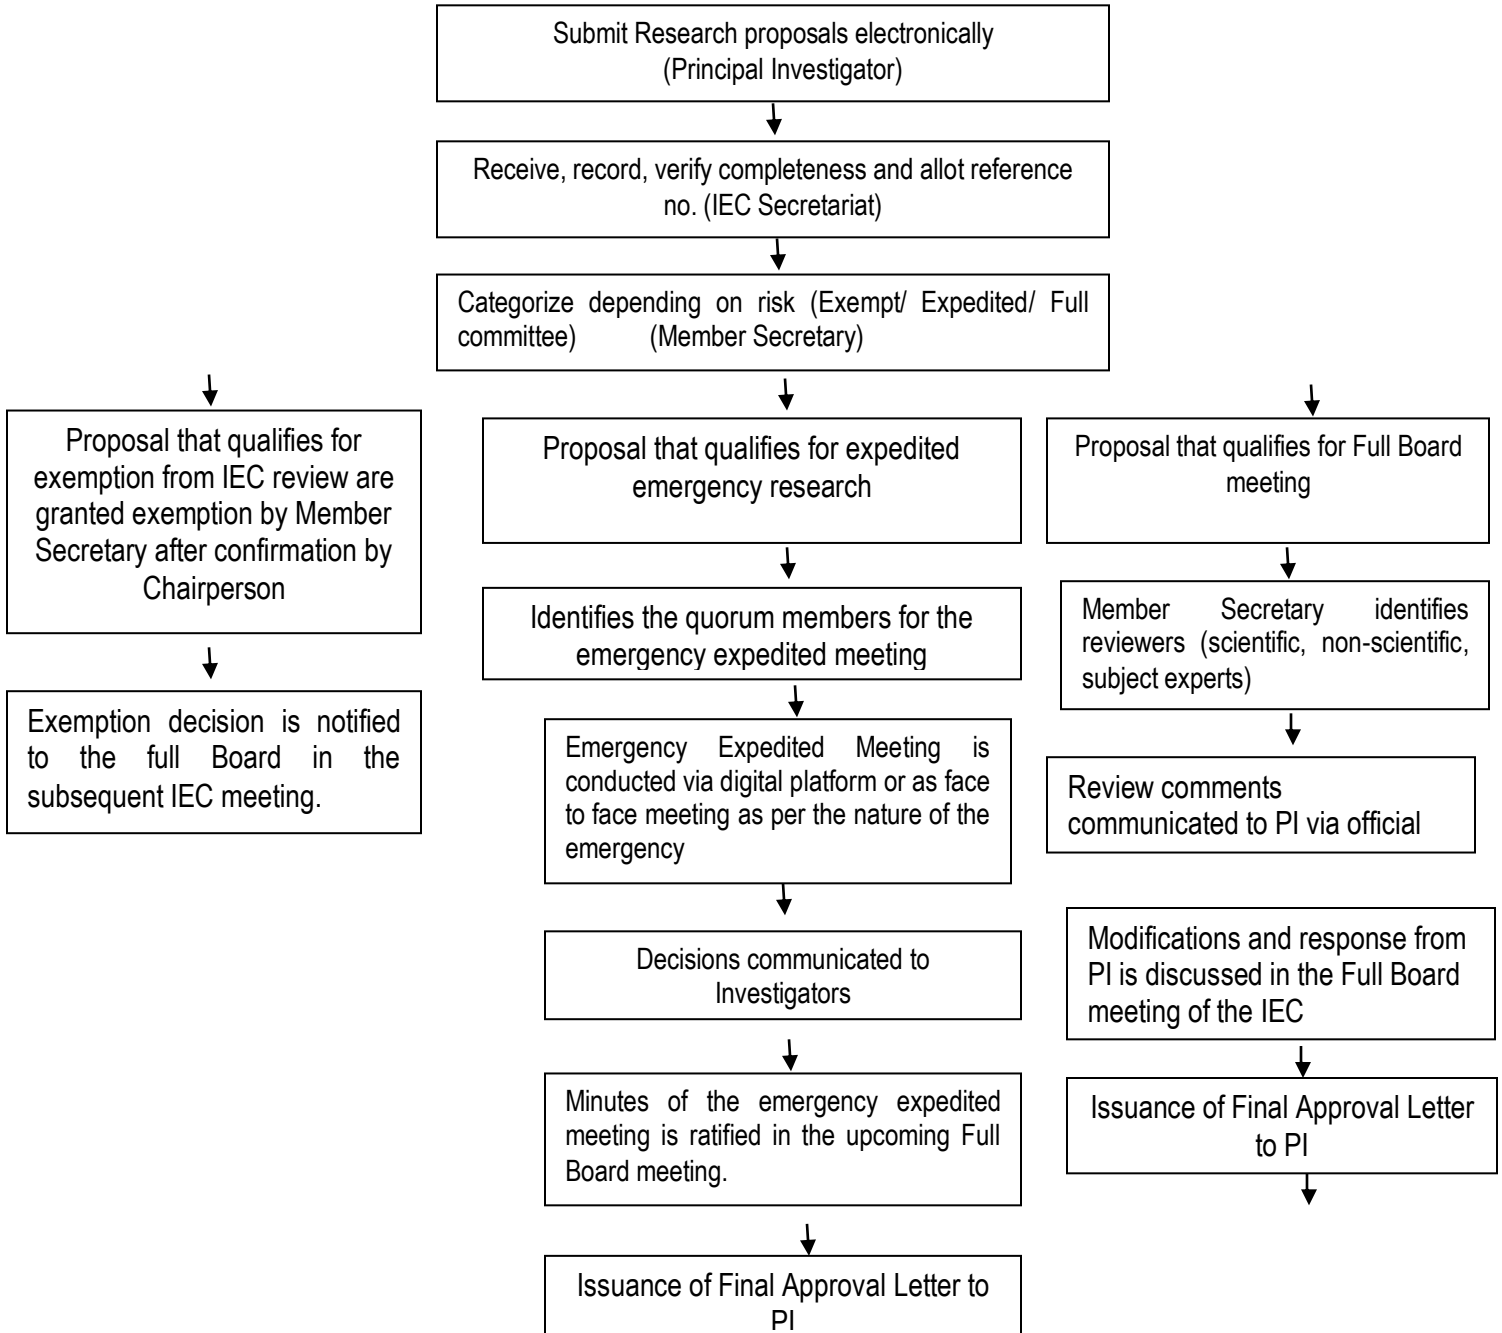 Submit Research proposals electronically
(Principal Investigator)
Receive, record, verify completeness and allot reference
no. (IEC Secretariat)
Categorize depending on risk (Exempt/ Expedited/ Full
committee) (Member Secretary)
Proposal that qualifies for
exemption from IEC review are
granted exemption by Member
Secretary after confirmation by
Chairperson
Exemption decision is notified
to the full Board in the
subsequent IEC meeting.
Proposal that qualifies for expedited
emergency research
Identifies the quorum members for the
emergency expedited meeting
Emergency Expedited Meeting is
conducted via digital platform or as face
to face meeting as per the nature of the
emergency
Decisions communicated to
Investigators
Minutes of the emergency expedited
meeting is ratified in the upcoming Full
Board meeting.
Issuance of Final Approval Letter to
PI
Proposal that qualifies for Full Board
meeting
Member Secretary identifies
reviewers (scientific, non-scientific,
subject experts)
Review comments
communicated to PI via official
Modifications and response from
PI is discussed in the Full Board
meeting of the IEC
Issuance of Final Approval Letter
to PI